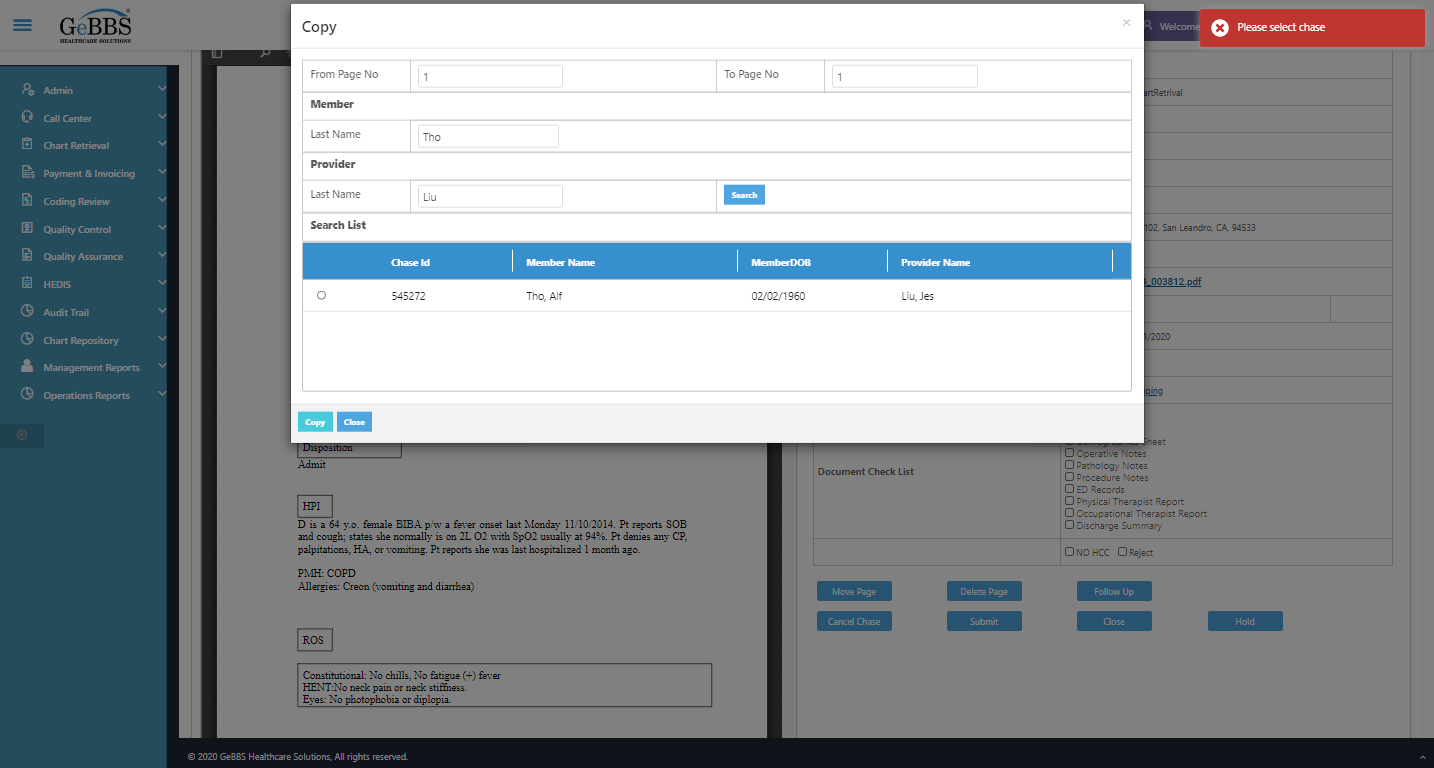 GeBBS
HEALTHCARE SOLUTIONS
Welcome
Please select chase
Copy
×
From Page No
1
To Page No
1
Member
Last Name
Tho
Provider
Last Name
Liu
Search
Search List
Chase Id
Member Name
MemberDOB
Provider Name
545272
Tho, Alf
02/02/1960
Liu, Jes
Copy
Close
Admin
Call Center
Chart Retrieval
Payment & Invoicing
Coding Review
Quality Control
Quality Assurance
HEDIS
Audit Trail
Chart Repository
Management Reports
Operations Reports
Disposition
Admit
HPI
D is a 64 y.o. female BIBA p/w a fever onset last Monday 11/10/2014. Pt reports SOB
and cough; states she normally is on 2L O2 with SpO2 usually at 94%. Pt denies any CP,
palpitations, HA, or vomiting. Pt reports she was last hospitalized 1 month ago.
PMH: COPD
Allergies: Creon (vomiting and diarrhea)
ROS
Constitutional: No chills, No fatigue (+) fever
HENT:No neck pain or neck stiffness.
Eyes: No photophobia or diplopia.
artRetrival
102, San Leandro, CA, 94533
_003812.pdf
/2020
ping
Document Check List
Demographics Sheet
Operative Notes
Pathology Notes
Procedure Notes
ED Records
Physical Therapist Report
Occupational Therapist Report
Discharge Summary
NO HCC
Reject
Move Page
Delete Page
Follow Up
Cancel Chase
Submit
Close
Hold
© 2020 GeBBS Healthcare Solutions, All rights reserved.